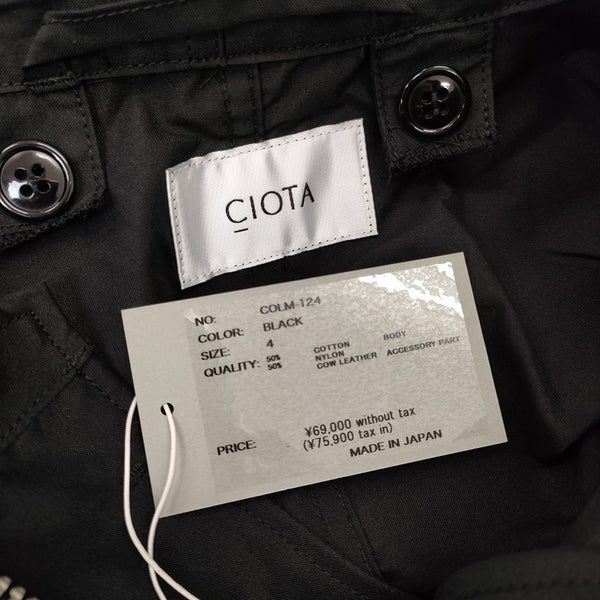 CIOTA
NO: COLM-124
COLOR: BLACK
SIZE: 4
QUALITY: 50% COTTON BODY
50% NYLON
COW LEATHER ACCESSORY PART
¥69,000 without tax
PRICE: (¥75,900 tax in)
MADE IN JAPAN